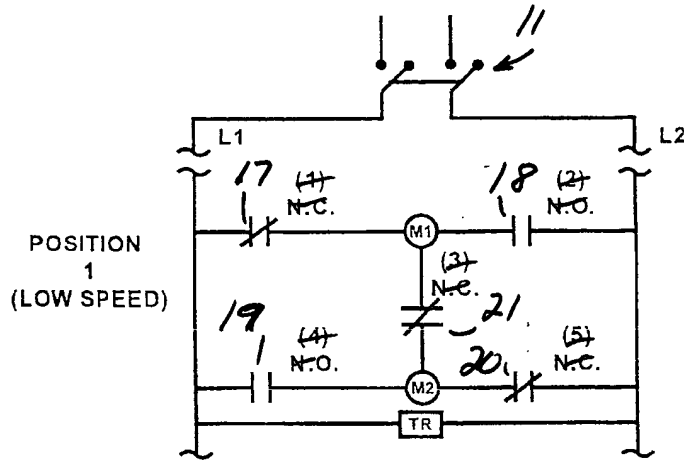 11
L1
L2
17
(1)
N.C.
18
(2)
N.O.
M1
POSITION
1
(LOW SPEED)
(3)
N.C.
21
19
(4)
N.O.
20
(5)
N.C.
M2
TR